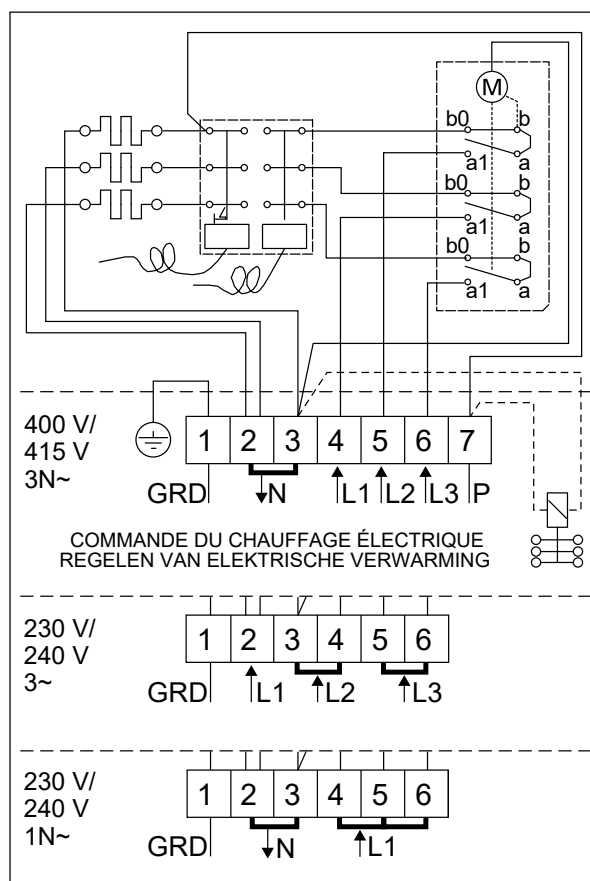 M
b0 b
a1 a
b0 b
a1 a
b0 b
a1 a
400 V/
415 V
3N~
1 2 3 4 5 6 7
GRD N L1 L2 L3 P
COMMANDE DU CHAUFFAGE ÉLECTRIQUE
REGELEN VAN ELEKTRISCHE VERWARMING
230 V/
240 V
3~
1 2 3 4 5 6
GRD L1 L2 L3
230 V/
240 V
1N~
1 2 3 4 5 6
GRD N L1